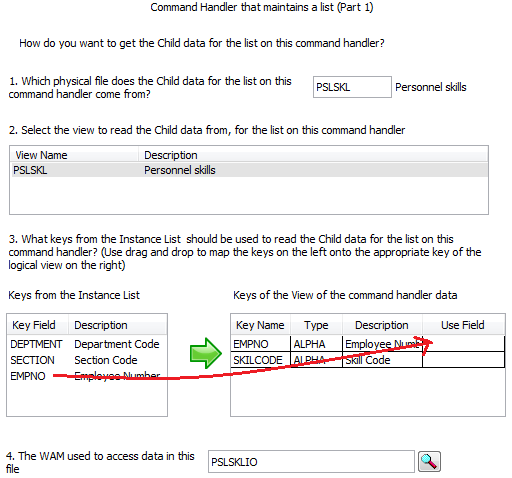 Command Handler that maintains a list (Part 1)
How do you want to get the Child data for the list on this command handler?
1. Which physical file does the Child data for the list on this
command handler come from?
PSLSKL Personnel skills
2. Select the view to read the Child data from, for the list on this command handler
View Name Description
PSLSKL Personnel skills
3. What keys from the Instance List should be used to read the Child data for the list on this
command handler? (Use drag and drop to map the keys on the left onto the appropriate key of the
logical view on the right)
Keys from the Instance List Keys of the View of the command handler data
Key Field Description Key Name Type Description Use Field
DEPTMENT Department Code EMPNO ALPHA Employee Num
SECTION Section Code SKILCODE ALPHA Skill Code
EMPNO Employee Number
4. The WAM used to access data in this
file
PSLSKLIO